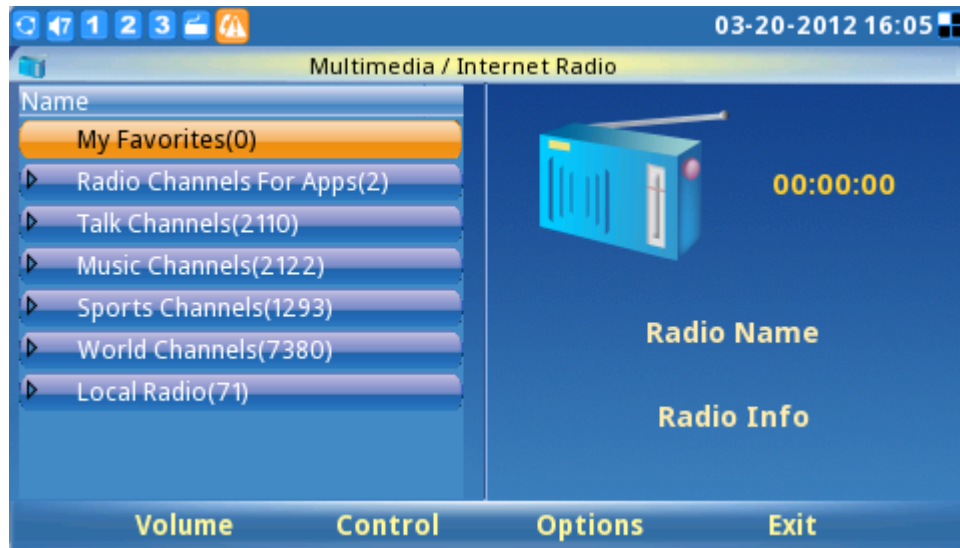 7 1 2 3 03-20-2012 16:05
Multimedia / Internet Radio
Name
My Favorites(0)
Radio Channels For Apps(2)
Talk Channels(2110)
Music Channels(2122)
Sports Channels(1293)
World Channels(7380)
Local Radio(71)
00:00:00
Radio Name
Radio Info
Volume Control Options Exit